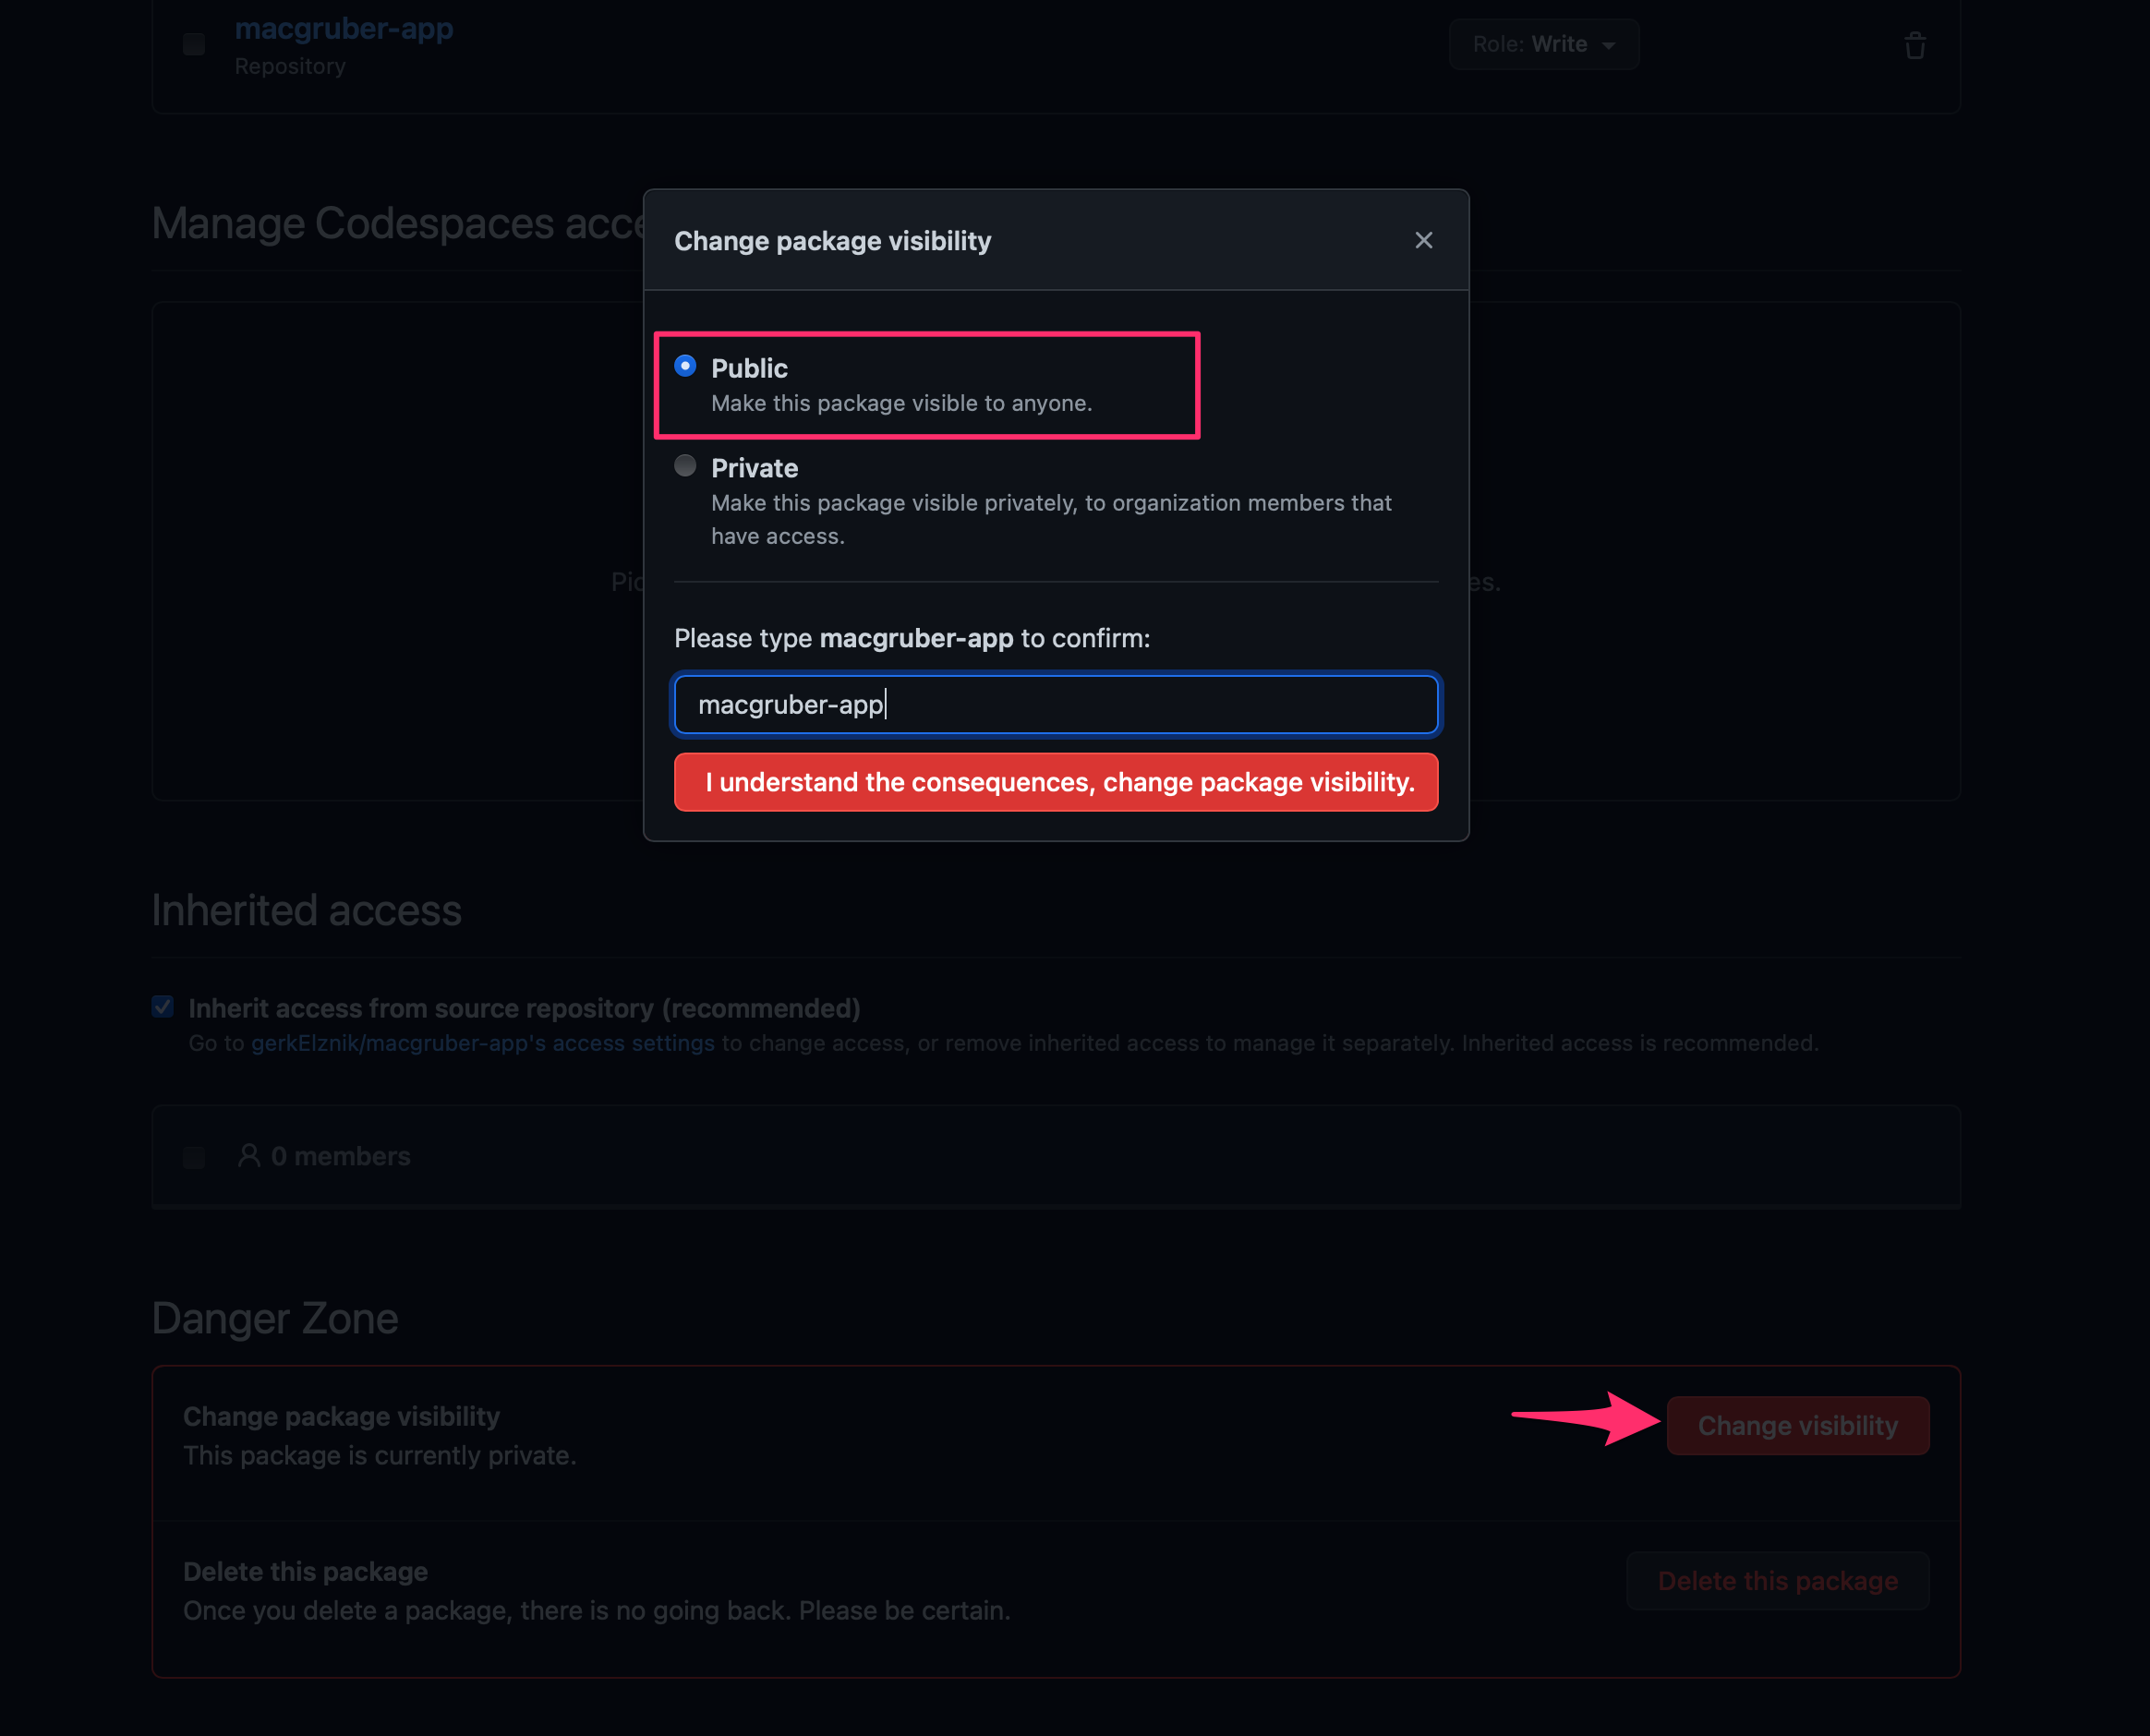 macgruber-app
Repository
Role: Write
Manage Codespaces acce
Change package visibility
Public
Make this package visible to anyone.
Private
Make this package visible privately, to organization members that
have access.
Please type macgruber-app to confirm:
macgruber-app
I understand the consequences, change package visibility.
Inherited access
Inherit access from source repository (recommended)
Go to gerkElznik/macgruber-app's access settings to change access, or remove inherited access to manage it separately. Inherited access is recommended.
0 members
Danger Zone
Change package visibility
This package is currently private.
Change visibility
Delete this package
Once you delete a package, there is no going back. Please be certain.
Delete this package